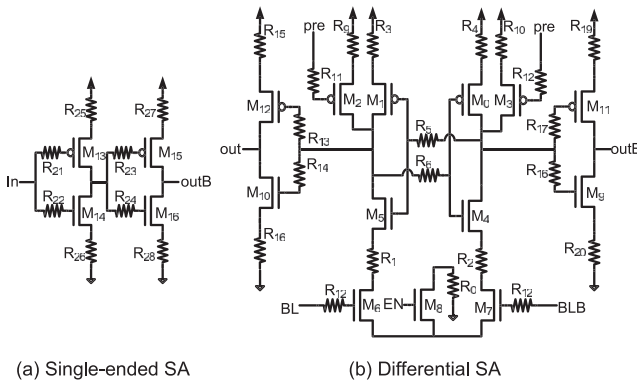 R15
pre
R9
R3
R4
R10
pre
R19
R11
R12
R25
R27
M12
M2
M1
M0
M3
M11
R13
R5
R17
R21
M13
R23
M15
out
outB
R14
R6
R18
In
outB
R22
M14
R24
M16
M10
M5
M4
M9
R26
R28
R16
R1
R2
R20
R12
R0
R12
BL
M6
EN
M8
M7
BLB
(a) Single-ended SA
(b) Differential SA